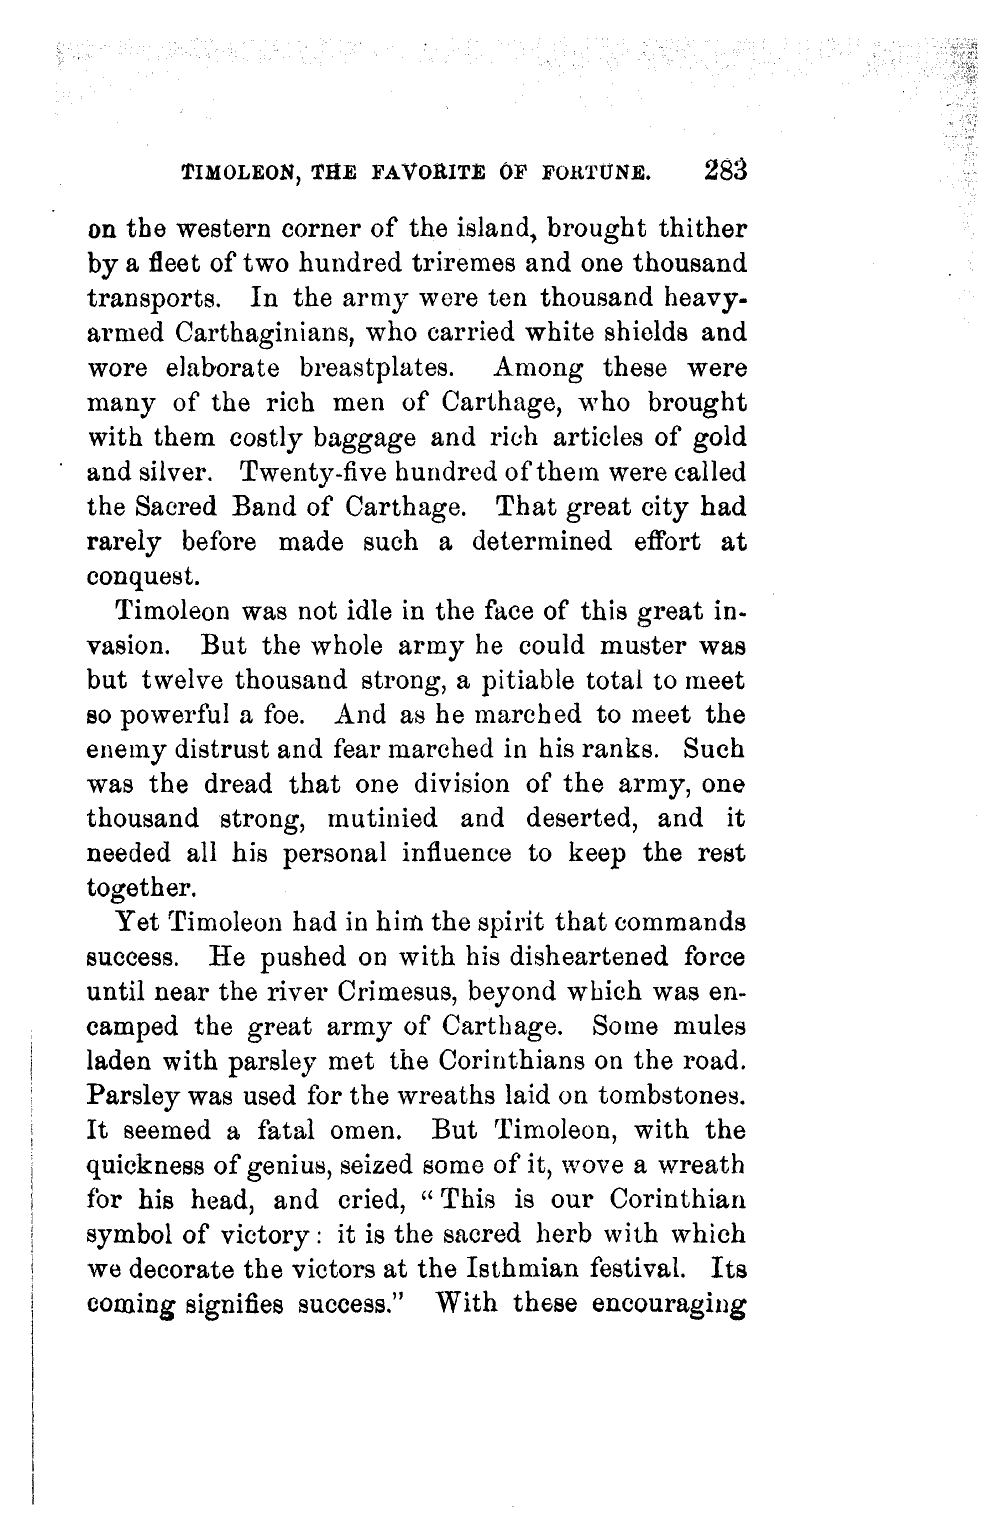 TIMOLEON, THE FAVORITE OF FORTUNE. 283
on the western corner of the island, brought thither
by a fleet of two hundred triremes and one thousand
transports. In the army were ten thousand heavy-
armed Carthaginians, who carried white shields and
wore elaborate breastplates. Among these were
many of the rich men of Carthage, who brought
with them costly baggage and rich articles of gold
and silver. Twenty-five hundred of them were called
the Sacred Band of Carthage. That great city had
rarely before made such a determined effort at
conquest.
Timoleon was not idle in the face of this great in-
vasion. But the whole army he could muster was
but twelve thousand strong, a pitiable total to meet
so powerful a foe. And as he marched to meet the
enemy distrust and fear marched in his ranks. Such
was the dread that one division of the army, one
thousand strong, mutinied and deserted, and it
needed all his personal influence to keep the rest
together.
Yet Timoleon had in him the spirit that commands
success. He pushed on with his disheartened force
until near the river Crimesus, beyond which was en-
camped the great army of Carthage. Some mules
laden with parsley met the Corinthians on the road.
Parsley was used for the wreaths laid on tombstones.
It seemed a fatal omen. But Timoleon, with the
quickness of genius, seized some of it, wove a wreath
for his head, and cried, “This is our Corinthian
symbol of victory: it is the sacred herb with which
we decorate the victors at the Isthmian festival. Its
coming signifies success.” With these encouraging